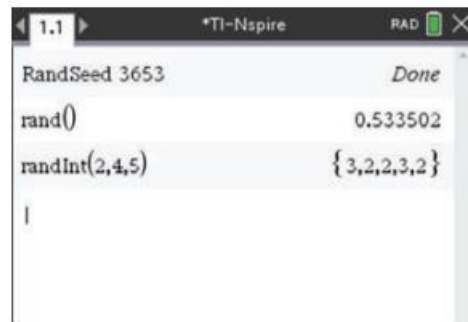 1.1 *TI-Nspire RAD
RandSeed 3653 Done
rand() 0.533502
randInt(2,4,5) {3,2,2,3,2}